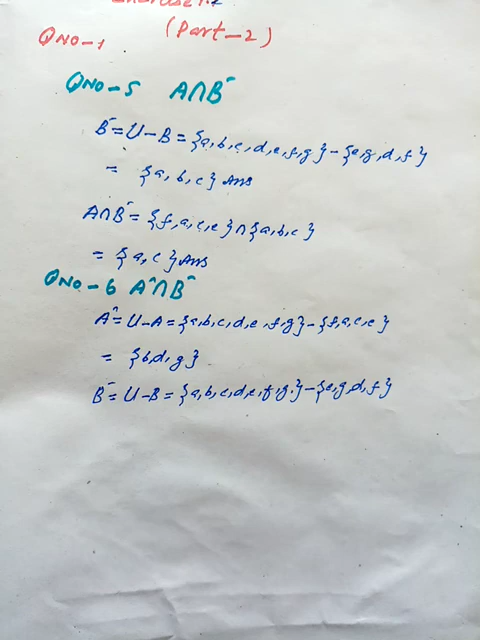 (Part-2)
QNO-1
QNO-5 A∩B'
B' = U-B = {a,b,c,d,e,f,g} - {e,g,d,f}
= {a,b,c} Ans
A∩B' = {f,a,c,e} ∩ {a,b,c}
= {a,c} Ans
QNO-6 A'∩B'
A' = U-A = {a,b,c,d,e,f,g} - {f,a,c,e}
= {b,d,g}
B' = U-B = {a,b,c,d,e,f,g} - {e,g,d,f}